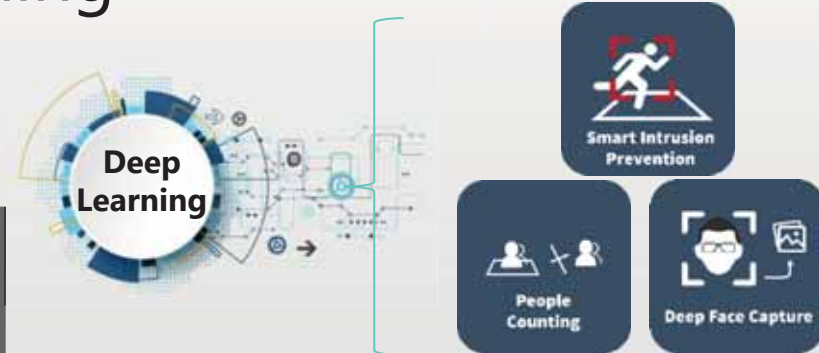 Deep
Learning
Smart Intrusion
Prevention
People
Counting
Deep Face Capture